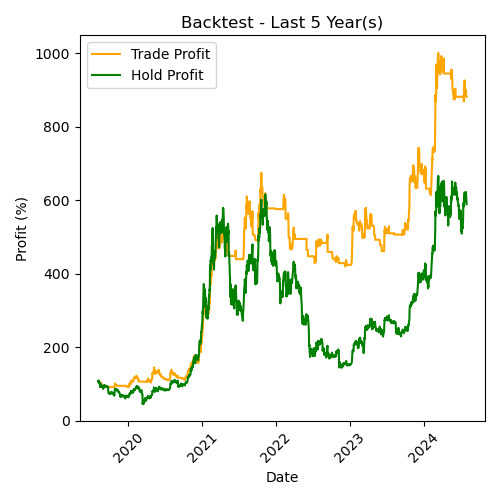 Backtest - Last 5 Year(s)
Trade Profit
Hold Profit
Profit (%)
1000
800
600
400
200
0
2020
2021
2022
2023
2024
Date